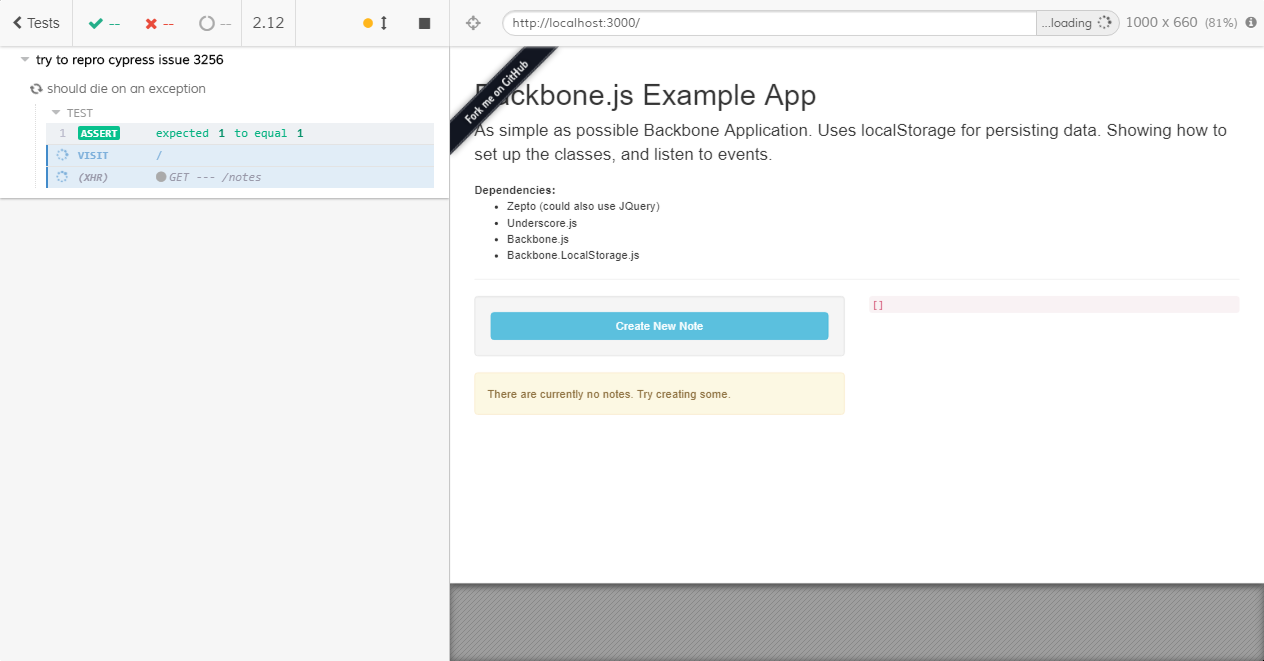 Tests
--
--
--
2.12
try to repro cypress issue 3256
should die on an exception
TEST
1 ASSERT expected 1 to equal 1
VISIT /
(XHR) GET --- /notes
http://localhost:3000/
...loading
1000 x 660 (81%)
Fork me on GitHub
ckbone.js Example App
As simple as possible Backbone Application. Uses localStorage for persisting data. Showing how to
set up the classes, and listen to events.
Dependencies:
• Zepto (could also use JQuery)
• Underscore.js
• Backbone.js
• Backbone.LocalStorage.js
Create New Note
[]
There are currently no notes. Try creating some.